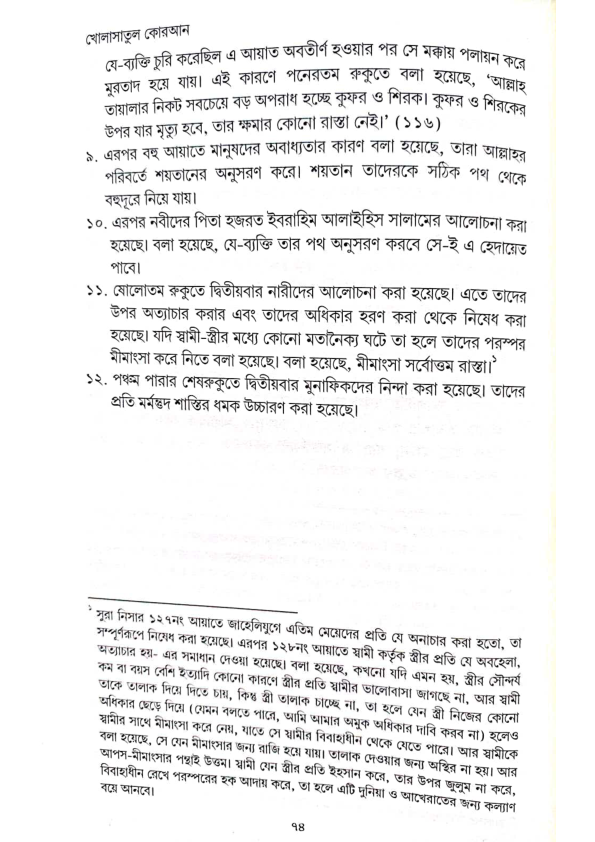 খোলাসাতুল কোরআন
যে-ব্যক্তি চুরি করেছিল এ আয়াত অবতীর্ণ হওয়ার পর সে মক্কায় পলায়ন করে
মুরতাদ হয়ে যায়। এই কারণে পনেরতম রুকুতে বলা হয়েছে, ‘আল্লাহ
তায়ালার নিকট সবচেয়ে বড় অপরাধ হচ্ছে কুফর ও শিরক। কুফর ও শিরকের
উপর যার মৃত্যু হবে, তার ক্ষমার কোনো রাস্তা নেই।’ (১১৬)
৯. এরপর বহু আয়াতে মানুষদের অবাধ্যতার কারণ বলা হয়েছে, তারা আল্লাহর
পরিবর্তে শয়তানের অনুসরণ করে। শয়তান তাদেরকে সঠিক পথ থেকে
বহুদূরে নিয়ে যায়।
১০. এরপর নবীদের পিতা হজরত ইবরাহিম আলাইহিস সালামের আলোচনা করা
হয়েছে। বলা হয়েছে, যে-ব্যক্তি তার পথ অনুসরণ করবে সে-ই এ হেদায়েত
পাবে।
১১. ষোলোতম রুকুতে দ্বিতীয়বার নারীদের আলোচনা করা হয়েছে। এতে তাদের
উপর অত্যাচার করার এবং তাদের অধিকার হরণ করা থেকে নিষেধ করা
হয়েছে। যদি স্বামী-স্ত্রীর মধ্যে কোনো মতানৈক্য ঘটে তা হলে তাদের পরস্পর
মীমাংসা করে নিতে বলা হয়েছে। বলা হয়েছে, মীমাংসা সর্বোত্তম রাস্তা।১
১২. পঞ্চম পারার শেষরুকুতে দ্বিতীয়বার মুনাফিকদের নিন্দা করা হয়েছে। তাদের
প্রতি মর্মন্তুদ শাস্তির ধমক উচ্চারণ করা হয়েছে।
১ সুরা নিসার ১২৭নং আয়াতে জাহেলিযুগে এতিম মেয়েদের প্রতি যে অনাচার করা হতো, তা
সম্পূর্ণরূপে নিষেধ করা হয়েছে। এরপর ১২৮নং আয়াতে স্বামী কর্তৃক স্ত্রীর প্রতি যে অবহেলা,
অত্যাচার হয়- এর সমাধান দেওয়া হয়েছে। বলা হয়েছে, কখনো যদি এমন হয়, স্ত্রীর সৌন্দর্য
কম বা বয়স বেশি ইত্যাদি কোনো কারণে স্ত্রীর প্রতি স্বামীর ভালোবাসা জাগছে না, আর স্বামী
তাকে তালাক দিয়ে দিতে চায়, কিন্তু স্ত্রী তালাক চাচ্ছে না, তা হলে যেন স্ত্রী নিজের কোনো
অধিকার ছেড়ে দিয়ে (যেমন বলতে পারে, আমি আমার অমুক অধিকার দাবি করব না) হলেও
স্বামীর সাথে মীমাংসা করে নেয়, যাতে সে স্বামীর বিবাহাধীন থেকে যেতে পারে। আর স্বামীকে
বলা হয়েছে, সে যেন মীমাংসার জন্য রাজি হয়ে যায়। তালাক দেওয়ার জন্য অস্থির না হয়। আর
আপস-মীমাংসার পন্থাই উত্তম। স্বামী যেন স্ত্রীর প্রতি ইহসান করে, তার উপর জুলুম না করে,
বিবাহাধীন রেখে পরস্পরের হক আদায় করে, তা হলে এটি দুনিয়া ও আখেরাতের জন্য কল্যাণ
বয়ে আনবে।
৭৪